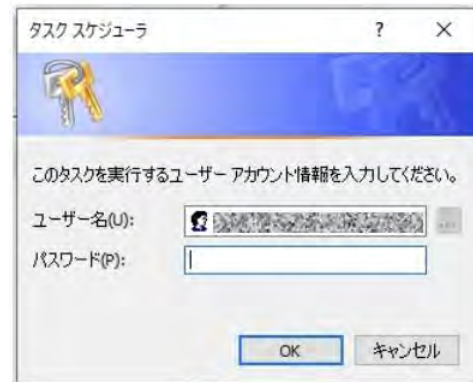 タスク スケジューラ
?
×
このタスクを実行するユーザー アカウント情報を入力してください。
ユーザー名(U):
...
パスワード(P):
OK
キャンセル